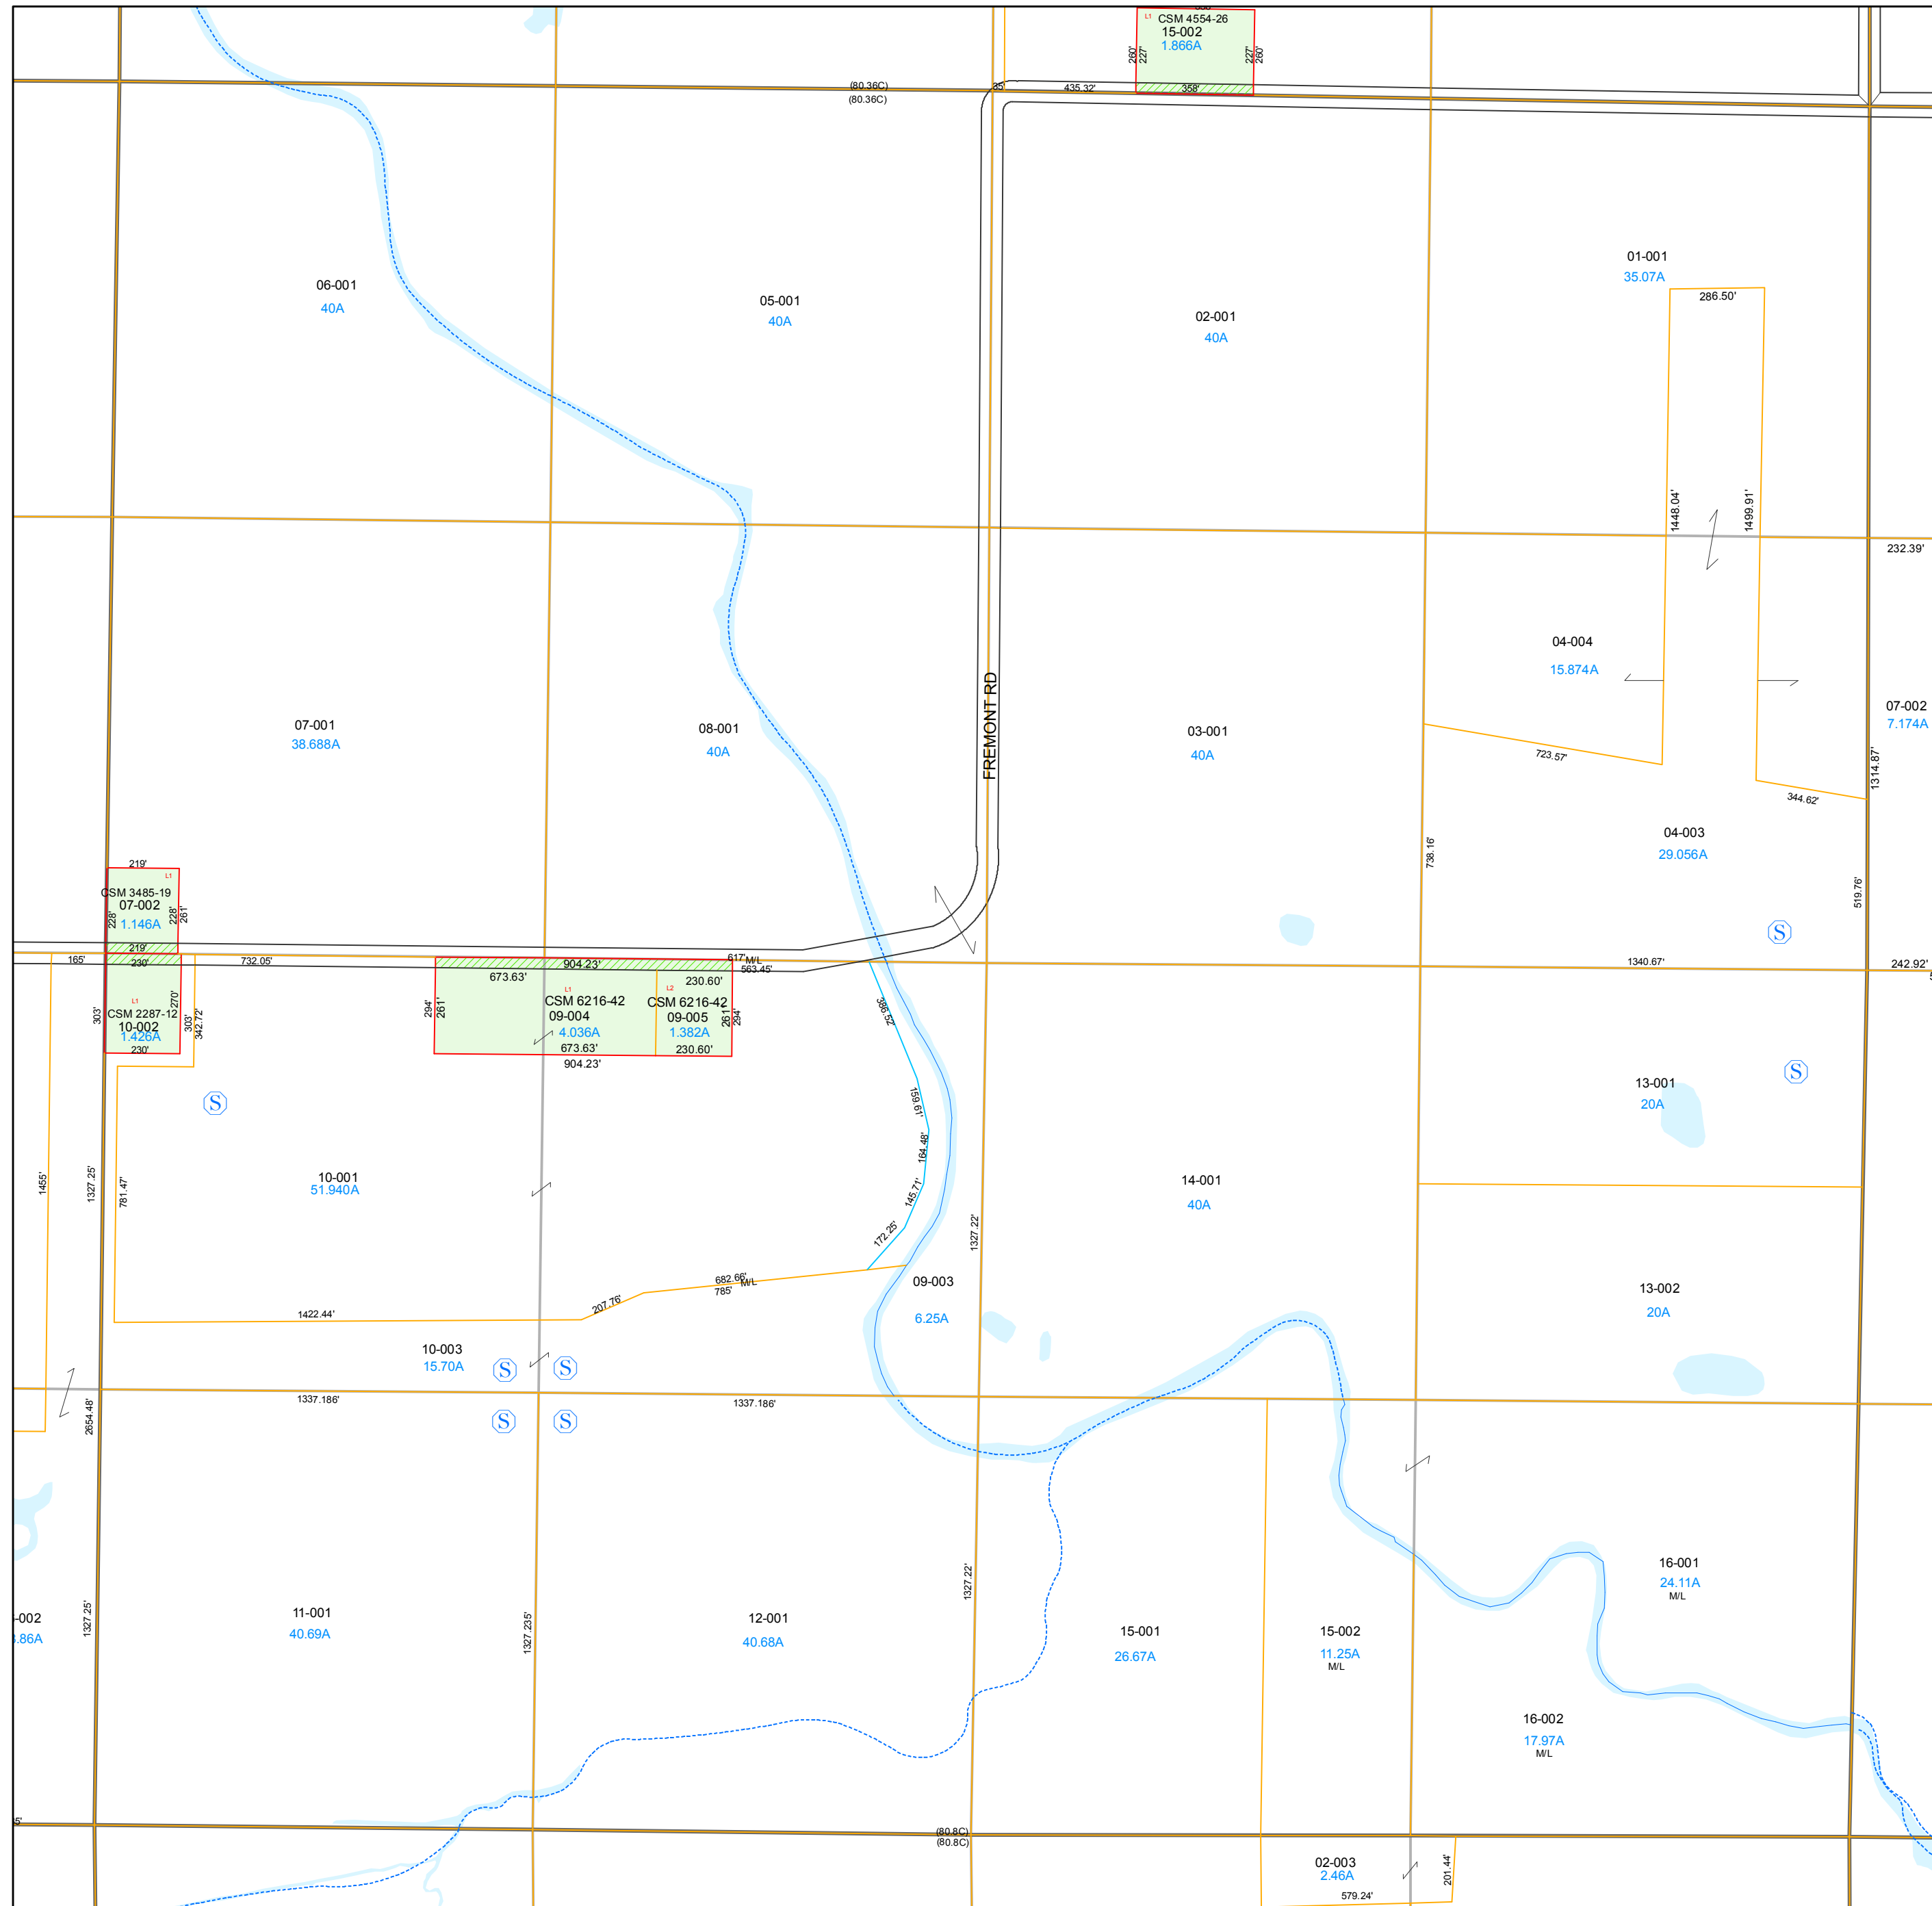 L1 CSM 4554-26
15-002
1.866A
260'
227'
227'
260'
(80.36C)
(80.36C)
35'
435.32'
358'
01-001
35.07A
286.50'
06-001
40A
05-001
40A
02-001
40A
1448.04'
1499.91'
232.39'
04-004
15.874A
07-001
38.688A
08-001
40A
FREMONT RD
03-001
40A
07-002
7.174A
723.57'
1314.87'
344.62'
04-003
29.056A
738.16'
519.76'
219'
L1
CSM 3485-19
07-002
1.146A
228'
228'
261'
219'
S
165'
230'
732.05'
904.23'
617' M/L
563.45'
1340.67'
242.92'
673.63'
230.60'
L1
CSM 6216-42
09-004
4.036A
673.63'
904.23'
294'
261'
L2
CSM 6216-42
09-005
1.382A
230.60'
261'
294'
386.52'
303'
L1
CSM 2287-12
10-002
1.426A
230'
270'
303'
342.72'
S
S
13-001
20A
159.61'
164.48'
145.71'
172.25'
1455'
1327.25'
781.47'
10-001
51.940A
14-001
40A
1327.22'
682.66'
785' M/L
207.76'
1422.44'
09-003
6.25A
13-002
20A
10-003
15.70A
S
S
1337.186'
1337.186'
2654.48'
S
S
16-001
24.11A
M/L
1327.22'
-002
.86A
1327.25'
11-001
40.69A
1327.235'
12-001
40.68A
15-001
26.67A
15-002
11.25A
M/L
16-002
17.97A
M/L
(80.8C)
(80.8C)
02-003
2.46A
201.44'
579.24'